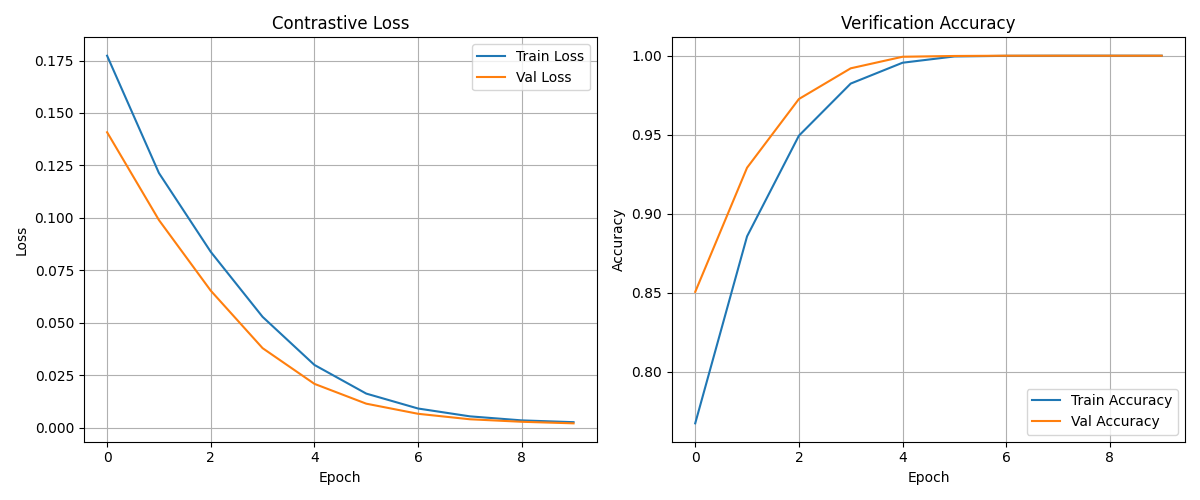 Contrastive Loss
Loss
0.175
0.150
0.125
0.100
0.075
0.050
0.025
0.000
0 2 4 6 8
Epoch
Train Loss
Val Loss
Verification Accuracy
Accuracy
1.00
0.95
0.90
0.85
0.80
0 2 4 6 8
Epoch
Train Accuracy
Val Accuracy